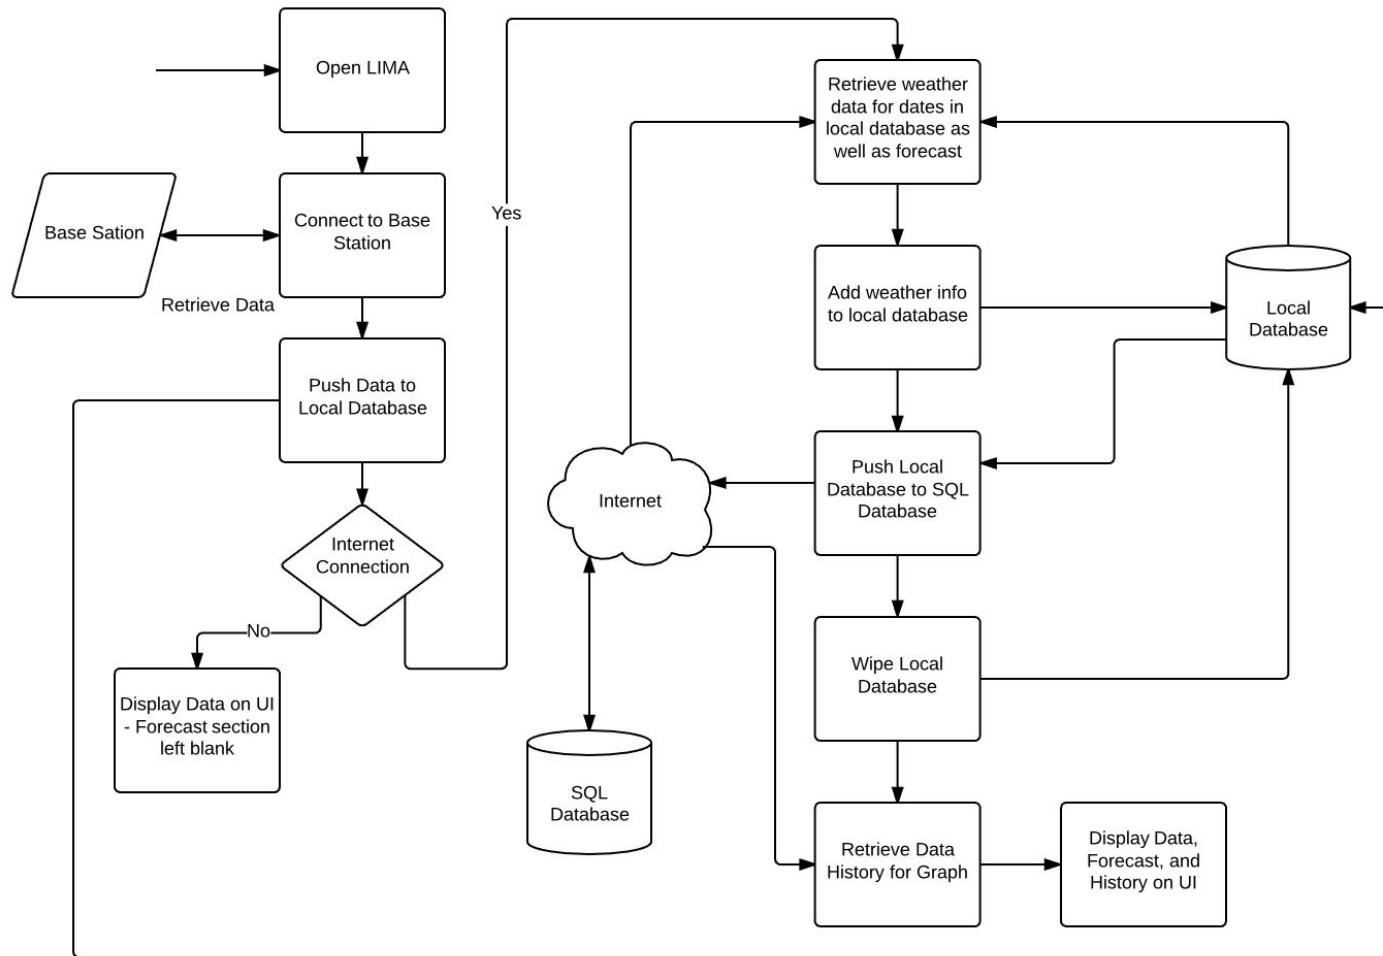 Open LIMA
Base Sation
Connect to Base
Station
Retrieve Data
Push Data to
Local Database
Internet
Connection
No
Display Data on UI
- Forecast section
left blank
Yes
Retrieve weather
data for dates in
local database as
well as forecast
Add weather info
to local database
Local
Database
Push Local
Database to SQL
Database
Internet
Wipe Local
Database
SQL
Database
Retrieve Data
History for Graph
Display Data,
Forecast, and
History on UI